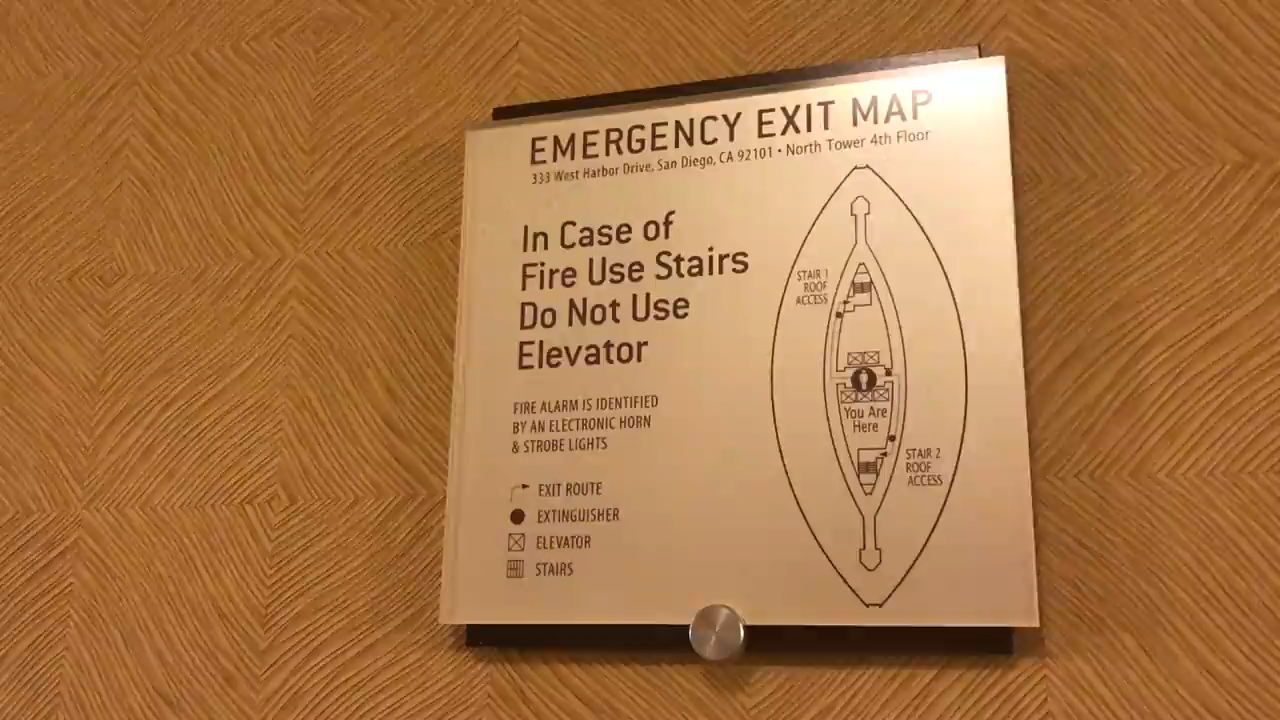 EMERGENCY EXIT MAP
333 West Harbor Drive, San Diego, CA 92101 • North Tower 4th Floor
In Case of
Fire Use Stairs
Do Not Use
Elevator
FIRE ALARM IS IDENTIFIED
BY AN ELECTRONIC HORN
& STROBE LIGHTS
EXIT ROUTE
EXTINGUISHER
ELEVATOR
STAIRS
STAIR 1
ROOF
ACCESS
You Are
Here
STAIR 2
ROOF
ACCESS